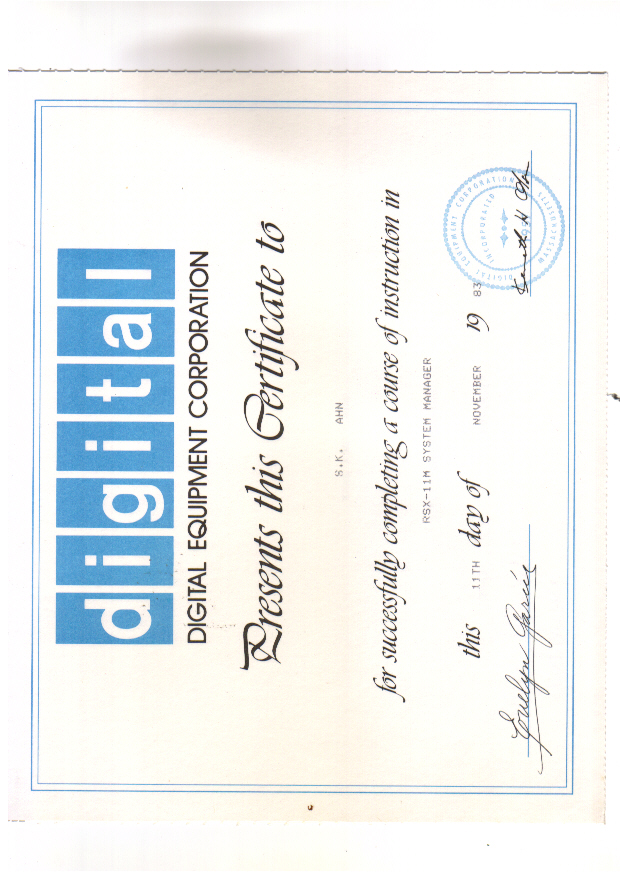 digital
DIGITAL EQUIPMENT CORPORATION
Presents this Certificate to
S.K. AHN
for successfully completing a course of instruction in
RSX-11M SYSTEM MANAGER
this 11TH day of NOVEMBER 19 83
Evelyn Garcia
DIGITAL EQUIPMENT CORPORATION
MASSACHUSETTS
INCORPORATED